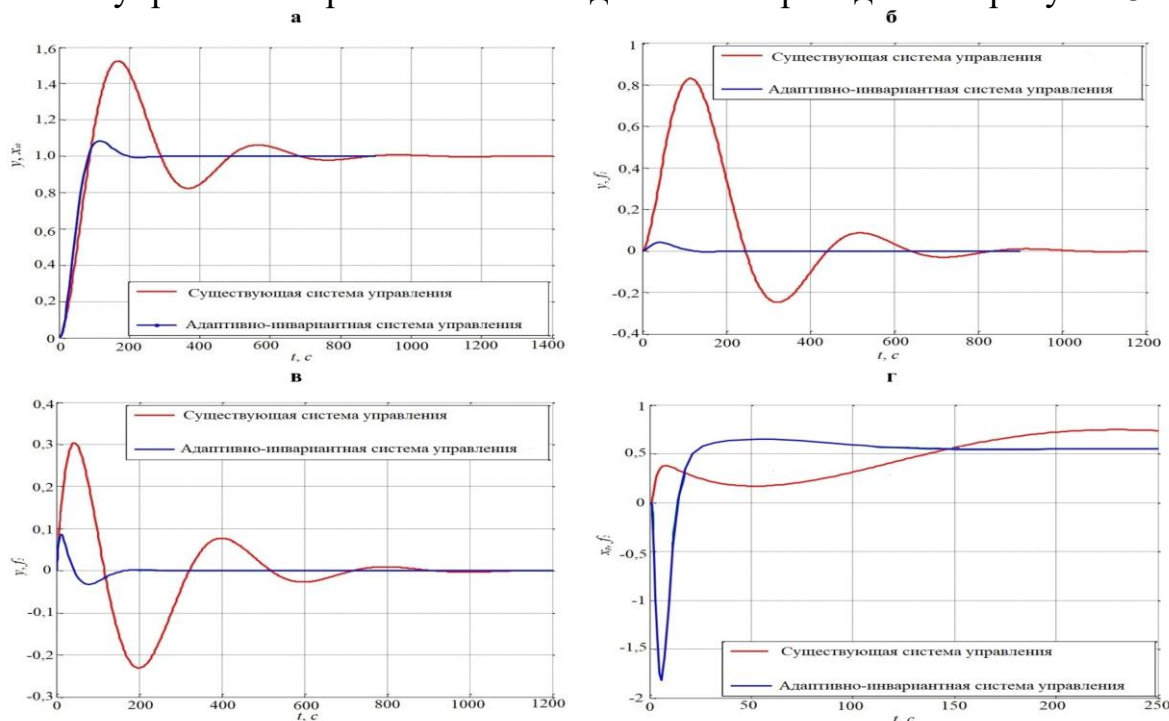 а
1,6
1,4
1,2
1.0
0.8
0.6
0.4
0,2
0
y, xзд
Существующая система управления
Адаптивно-инвариантная система управления
0 200 400 600 800 1000 1200 1400
t, с
б
1
0,8
0,6
0,4
0,2
0
-0,2
-0,4
y, f1
Существующая система управления
Адаптивно-инвариантная система управления
0 200 400 600 800 1000 1200
t, с
в
0,4
0,3
0,2
0,1
0
-0,1
-0,2
-0,3
y, f2
Существующая система управления
Адаптивно-инвариантная система управления
0 200 400 600 800 1000 1200
t, с
г
1
0,5
0
-0,5
-1
-1,5
-2
Существующая система управления
Адаптивно-инвариантная система управления
0 50 100 150 200 250
t, с